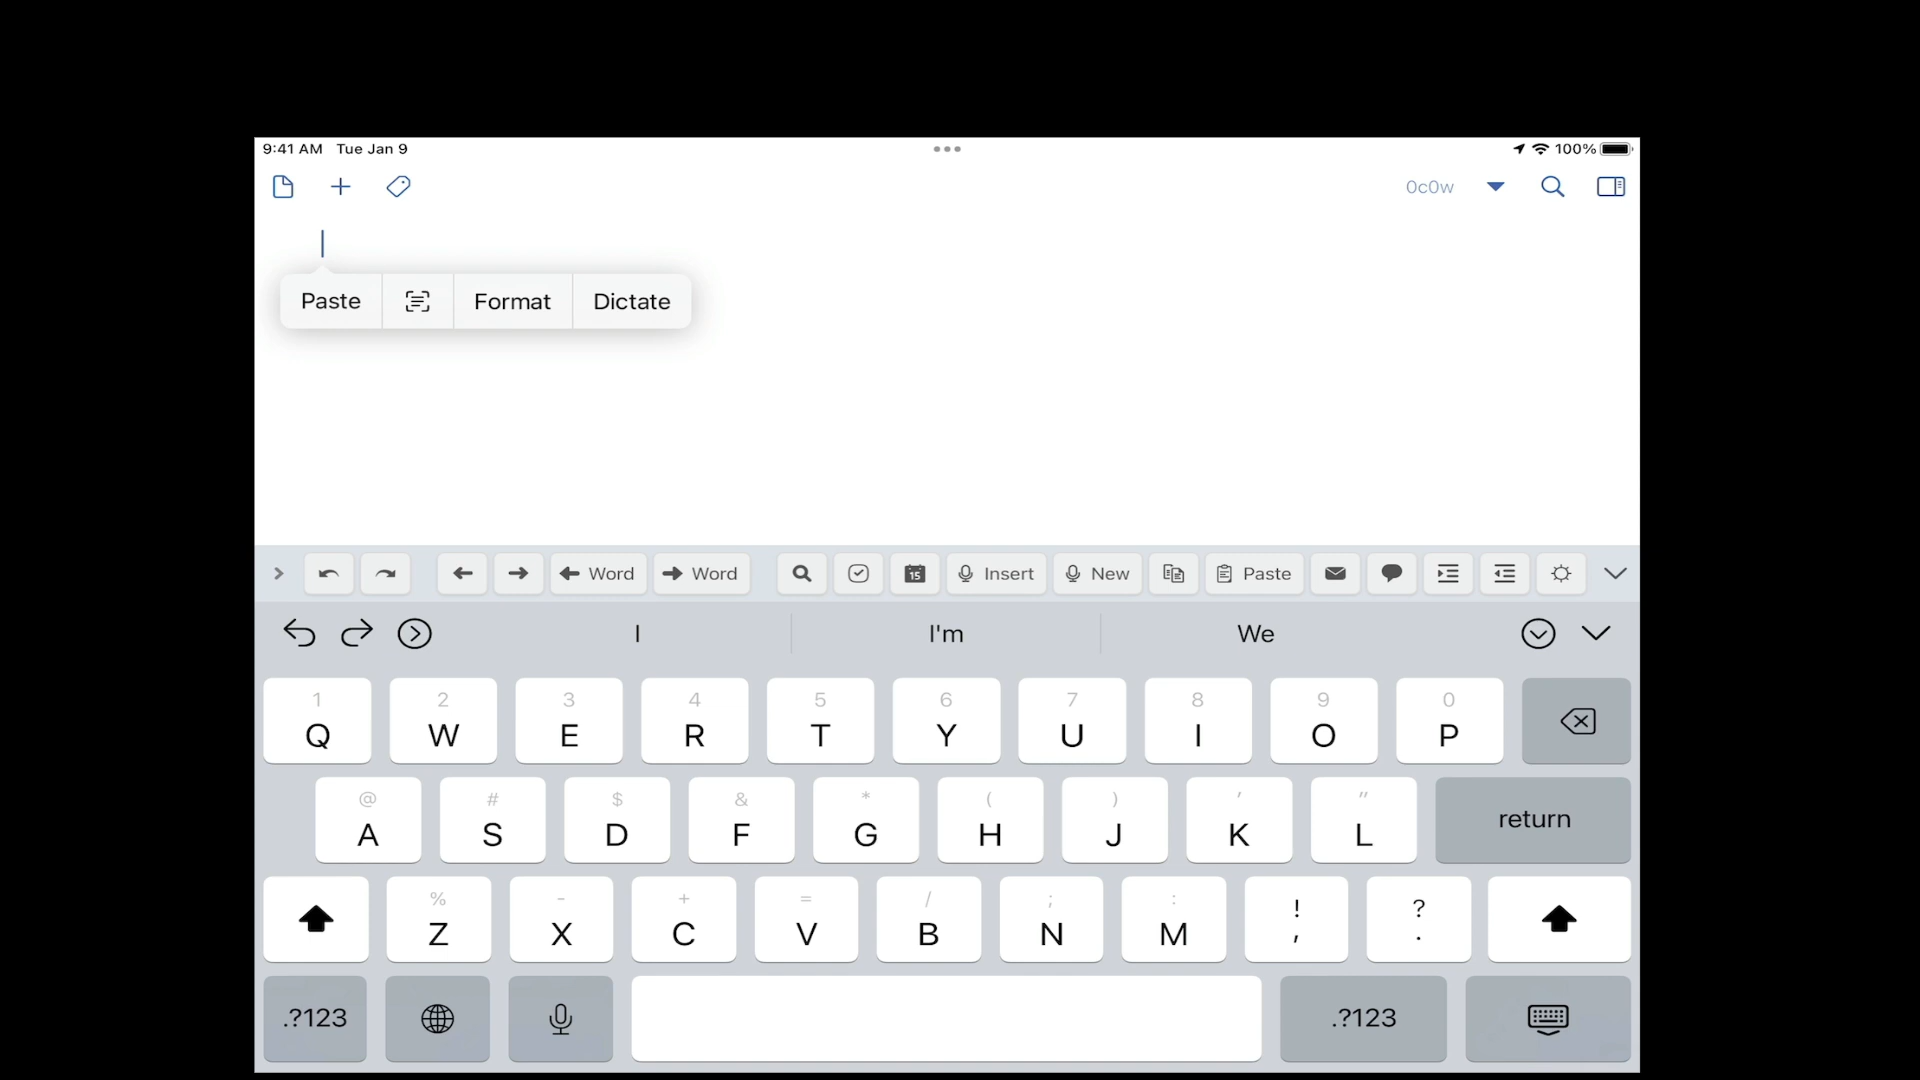 9:41 AM Tue Jan 9 100%
0c0w
Paste Format Dictate
Word Word 15 Insert New Paste
I I'm We
1 2 3 4 5 6 7 8 9 0
Q W E R T Y U I O P
@ # $ & * ( ) ' "
A S D F G H J K L return
% - + = / ; : ! ?
Z X C V B N M , .
.?123 .?123